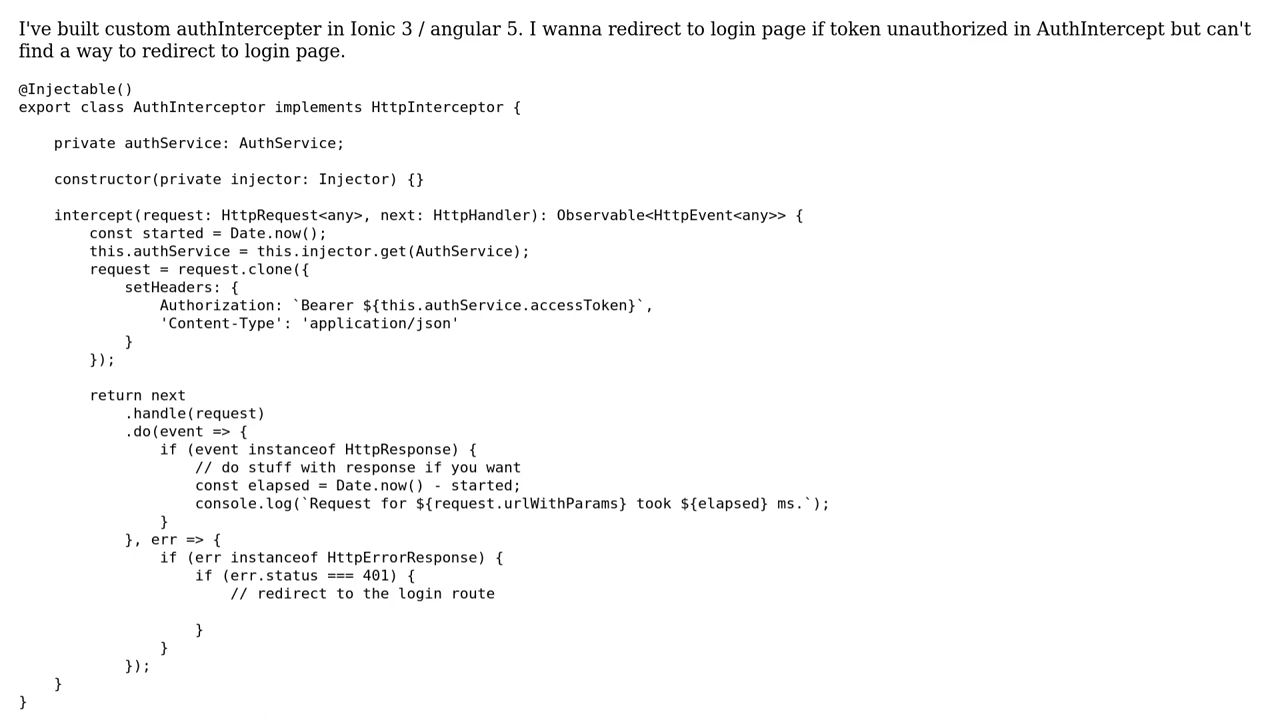 I've built custom authIntercepter in Ionic 3 / angular 5. I wanna redirect to login page if token unauthorized in AuthIntercept but can't
find a way to redirect to login page.
@Injectable()
export class AuthInterceptor implements HttpInterceptor {
    private authService: AuthService;
    constructor(private injector: Injector) {}
    intercept(request: HttpRequest<any>, next: HttpHandler): Observable<HttpEvent<any>> {
        const started = Date.now();
        this.authService = this.injector.get(AuthService);
        request = request.clone({
            setHeaders: {
                Authorization: `Bearer ${this.authService.accessToken}`,
                'Content-Type': 'application/json'
            }
        });
        return next
            .handle(request)
            .do(event => {
                if (event instanceof HttpResponse) {
                    // do stuff with response if you want
                    const elapsed = Date.now() - started;
                    console.log(`Request for ${request.urlWithParams} took ${elapsed} ms.`);
                }
            }, err => {
                if (err instanceof HttpErrorResponse) {
                    if (err.status === 401) {
                        // redirect to the login route
                    }
                }
            });
    }
}